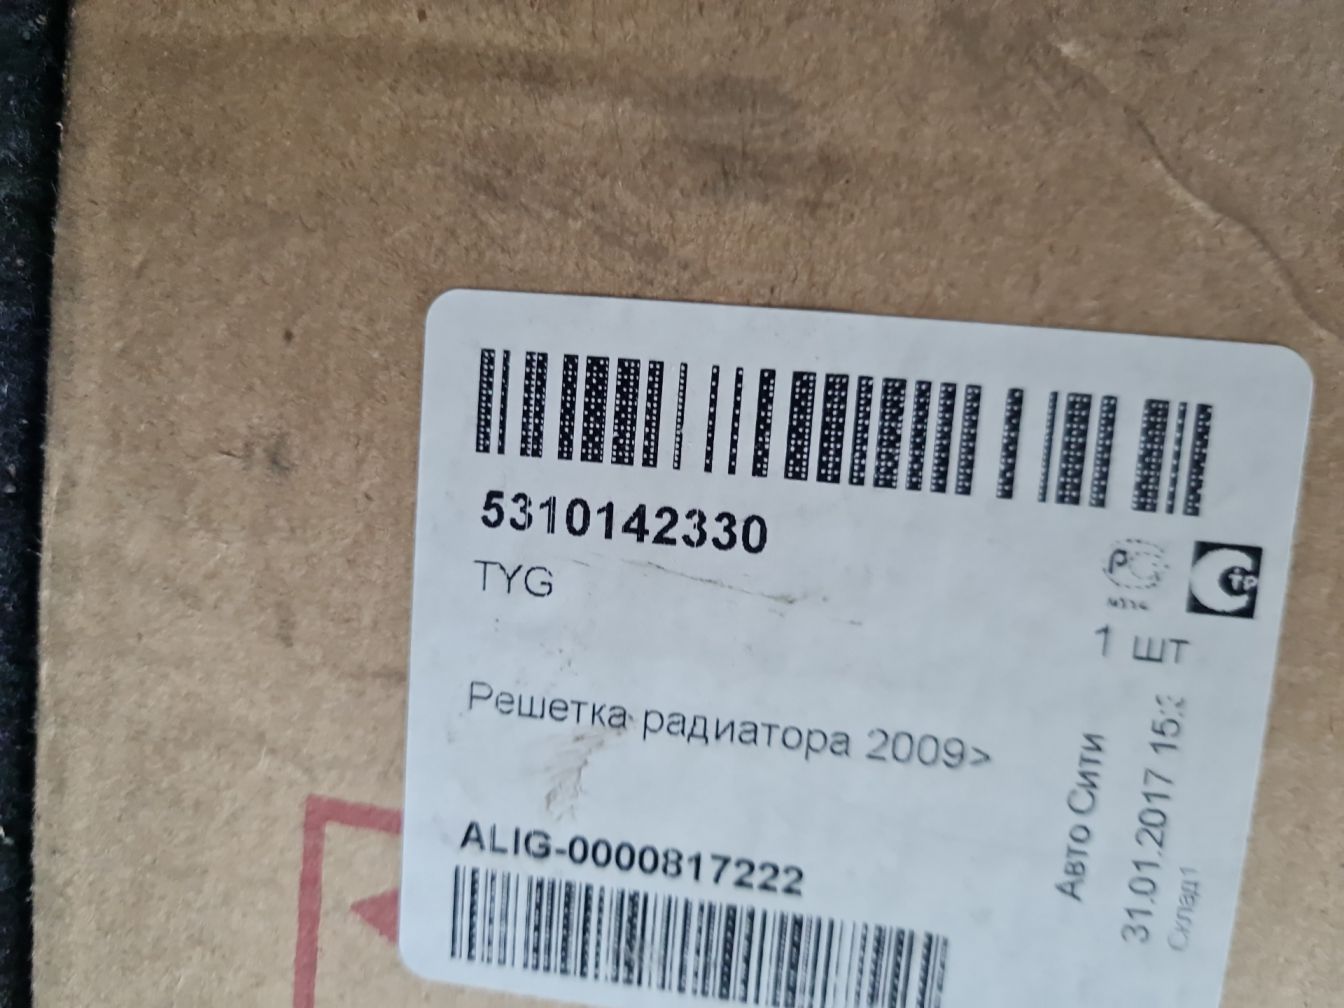 5310142330
TYG
1 ШТ
Решетка радиатора 2009>
ALIG-0000817222
Авто Сити
31.01.2017
Склад1